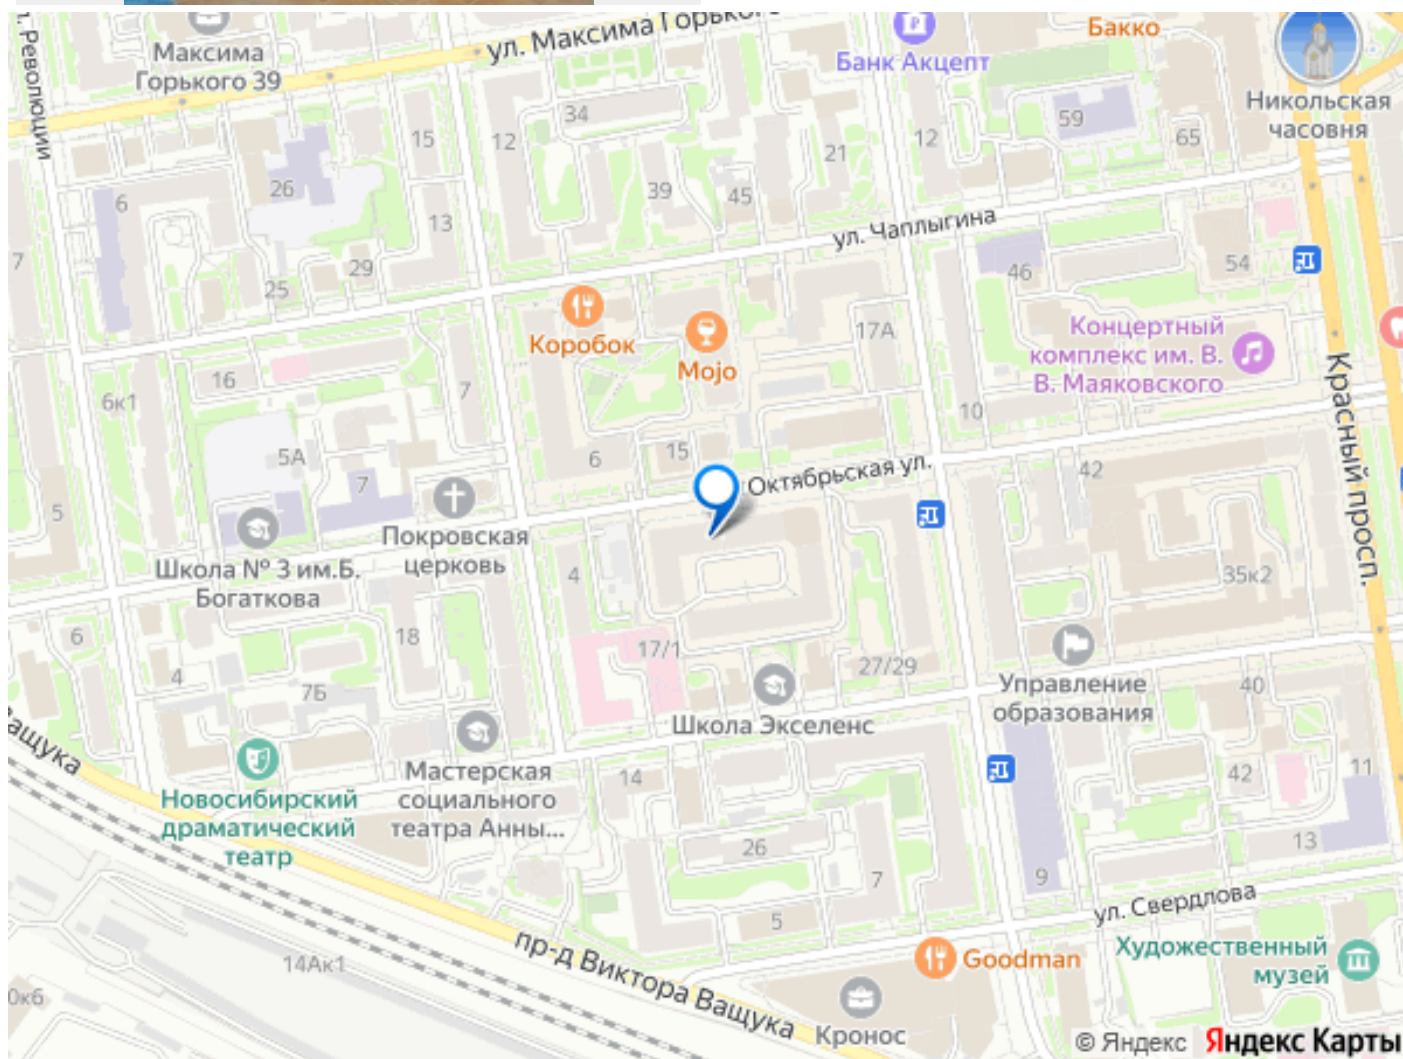 Максима
Горького 39
ул. Максима Горького
Банк Акцепт
Бакко
Никольская
часовня
Революции
34
15
12
12
59
65
21
26
39
45
6
13
ул. Чаплыгина
7
29
25
46
54
Коробок
Mojo
17А
Концертный
комплекс им. В.
В. Маяковского
Красный просп.
16
7
6к1
10
5А
6
15
42
7
Октябрьская ул.
5
Покровская
церковь
Школа № 3 им.Б.
Богаткова
4
35к2
6
18
17/1
27/29
4
7Б
Школа Экселенс
Управление
образования
40
Ващука
Мастерская
социального
театра Анны...
14
42
11
Новосибирский
драматический
театр
26
13
7
9
5
ул. Свердлова
пр-д Виктора Ващука
14Ак1
Goodman
Художественный
музей
0к6
Кронос
© Яндекс Яндекс Карты